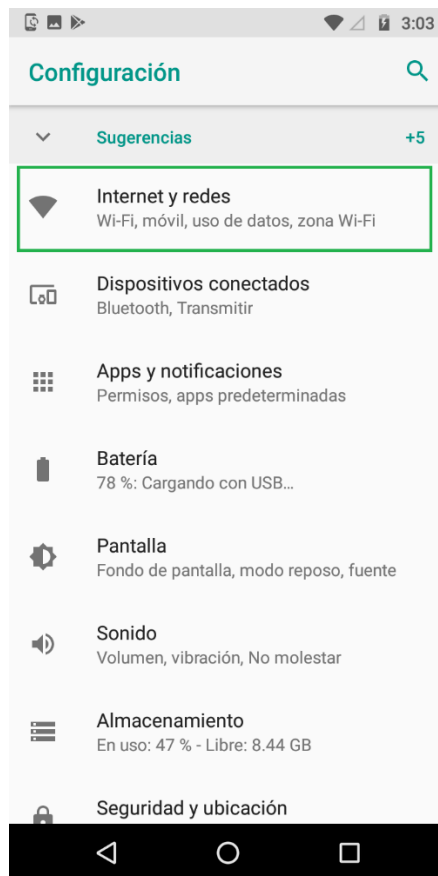 3:03
Configuración
Sugerencias +5
Internet y redes
Wi-Fi, móvil, uso de datos, zona Wi-Fi
Dispositivos conectados
Bluetooth, Transmitir
Apps y notificaciones
Permisos, apps predeterminadas
Batería
78 %: Cargando con USB...
Pantalla
Fondo de pantalla, modo reposo, fuente
Sonido
Volumen, vibración, No molestar
Almacenamiento
En uso: 47 % - Libre: 8.44 GB
Seguridad y ubicación